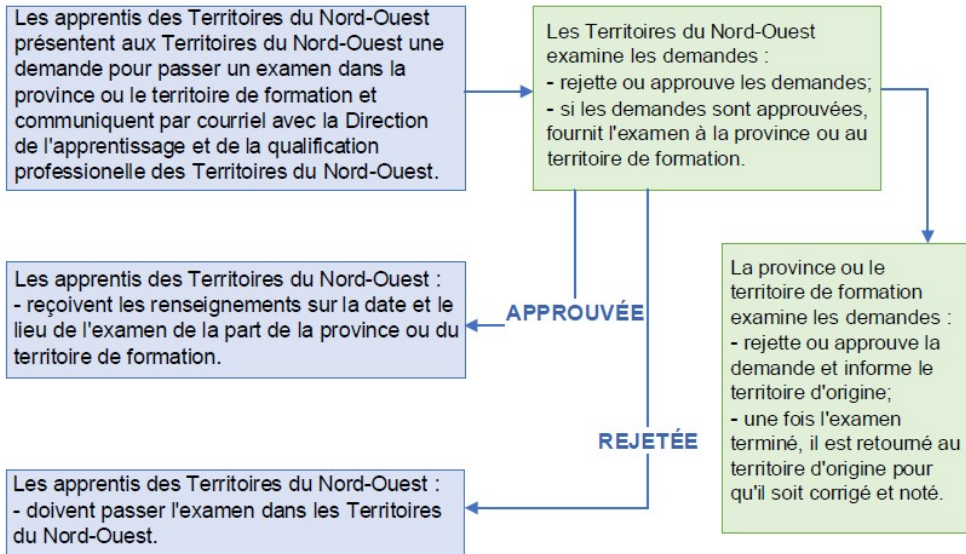 Les apprentis des Territoires du Nord-Ouest
présentent aux Territoires du Nord-Ouest une
demande pour passer un examen dans la
province ou le territoire de formation et
communiquent par courriel avec la Direction
de l'apprentissage et de la qualification
professionelle des Territoires du Nord-Ouest.
Les Territoires du Nord-Ouest
examine les demandes :
- rejette ou approuve les demandes;
- si les demandes sont approuvées,
fournit l'examen à la province ou au
territoire de formation.
Les apprentis des Territoires du Nord-Ouest :
- reçoivent les renseignements sur la date et le
lieu de l'examen de la part de la province ou du
territoire de formation.
APPROUVÉE
La province ou le
territoire de formation
examine les demandes :
- rejette ou approuve la
demande et informe le
territoire d'origine;
- une fois l'examen
terminé, il est retourné au
territoire d'origine pour
qu'il soit corrigé et noté.
REJETÉE
Les apprentis des Territoires du Nord-Ouest :
- doivent passer l'examen dans les Territoires
du Nord-Ouest.